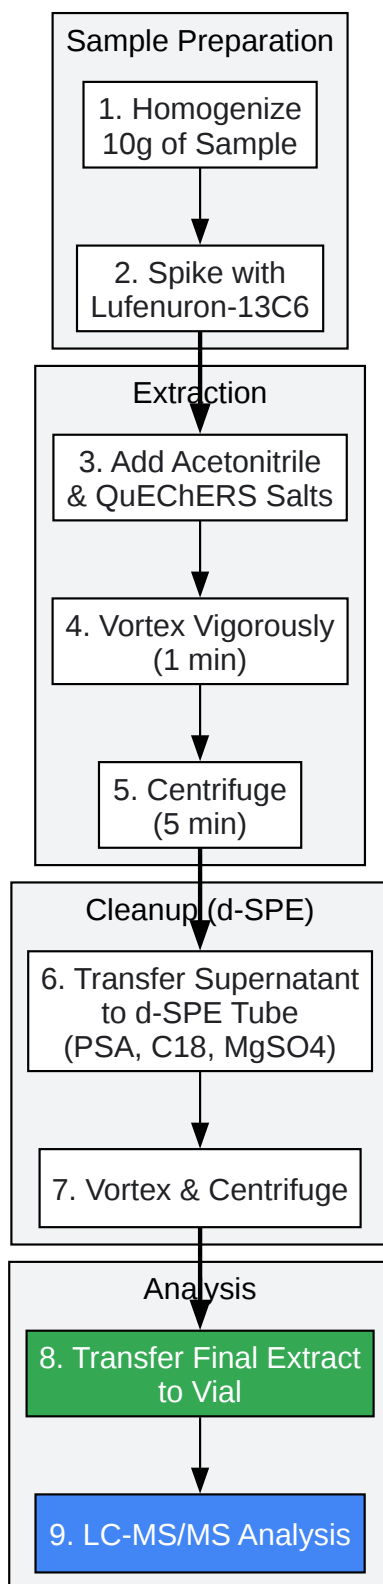 Sample Preparation
1. Homogenize
10g of Sample
2. Spike with
Lufenuron-13C6
Extraction
3. Add Acetonitrile
& QuEChERS Salts
4. Vortex Vigorously
(1 min)
5. Centrifuge
(5 min)
Cleanup (d-SPE)
6. Transfer Supernatant
to d-SPE Tube
(PSA, C18, MgSO4)
7. Vortex & Centrifuge
Analysis
8. Transfer Final Extract
to Vial
9. LC-MS/MS Analysis